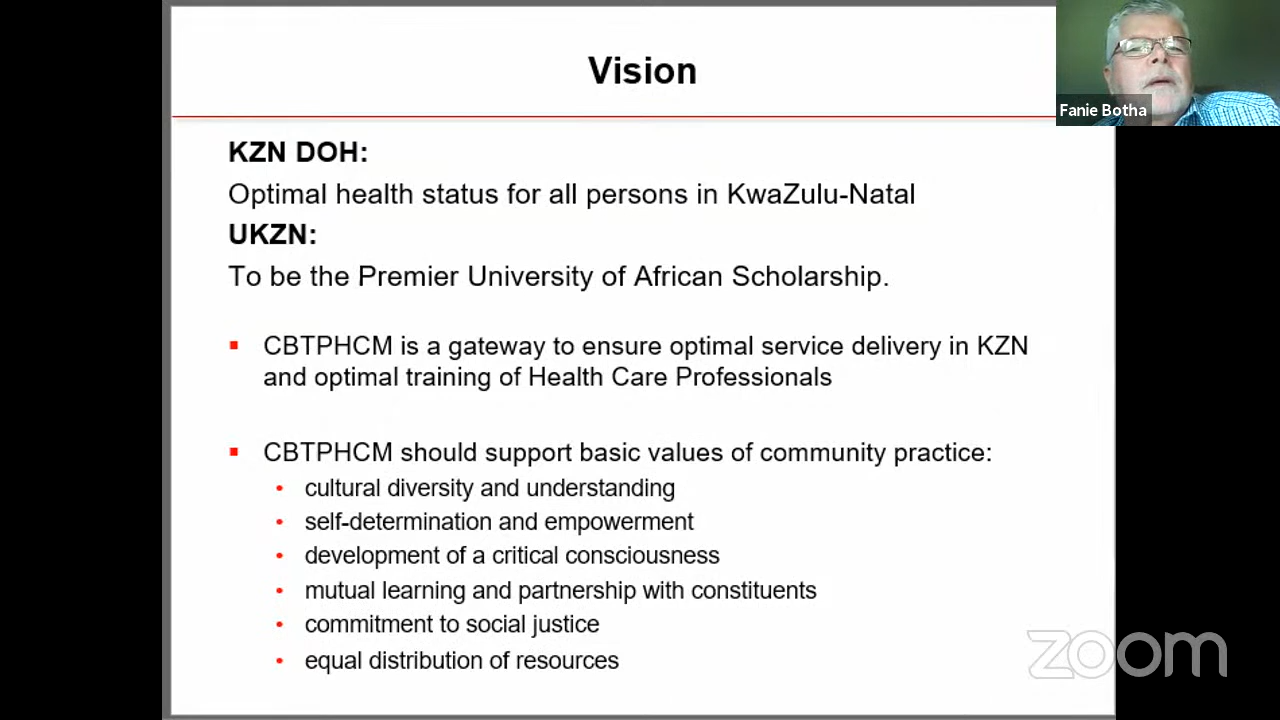 Vision
Fanie Botha
KZN DOH:
Optimal health status for all persons in KwaZulu-Natal
UKZN:
To be the Premier University of African Scholarship.
▪ CBTPHCM is a gateway to ensure optimal service delivery in KZN
and optimal training of Health Care Professionals
▪ CBTPHCM should support basic values of community practice:
• cultural diversity and understanding
• self-determination and empowerment
• development of a critical consciousness
• mutual learning and partnership with constituents
• commitment to social justice
• equal distribution of resources
zoom